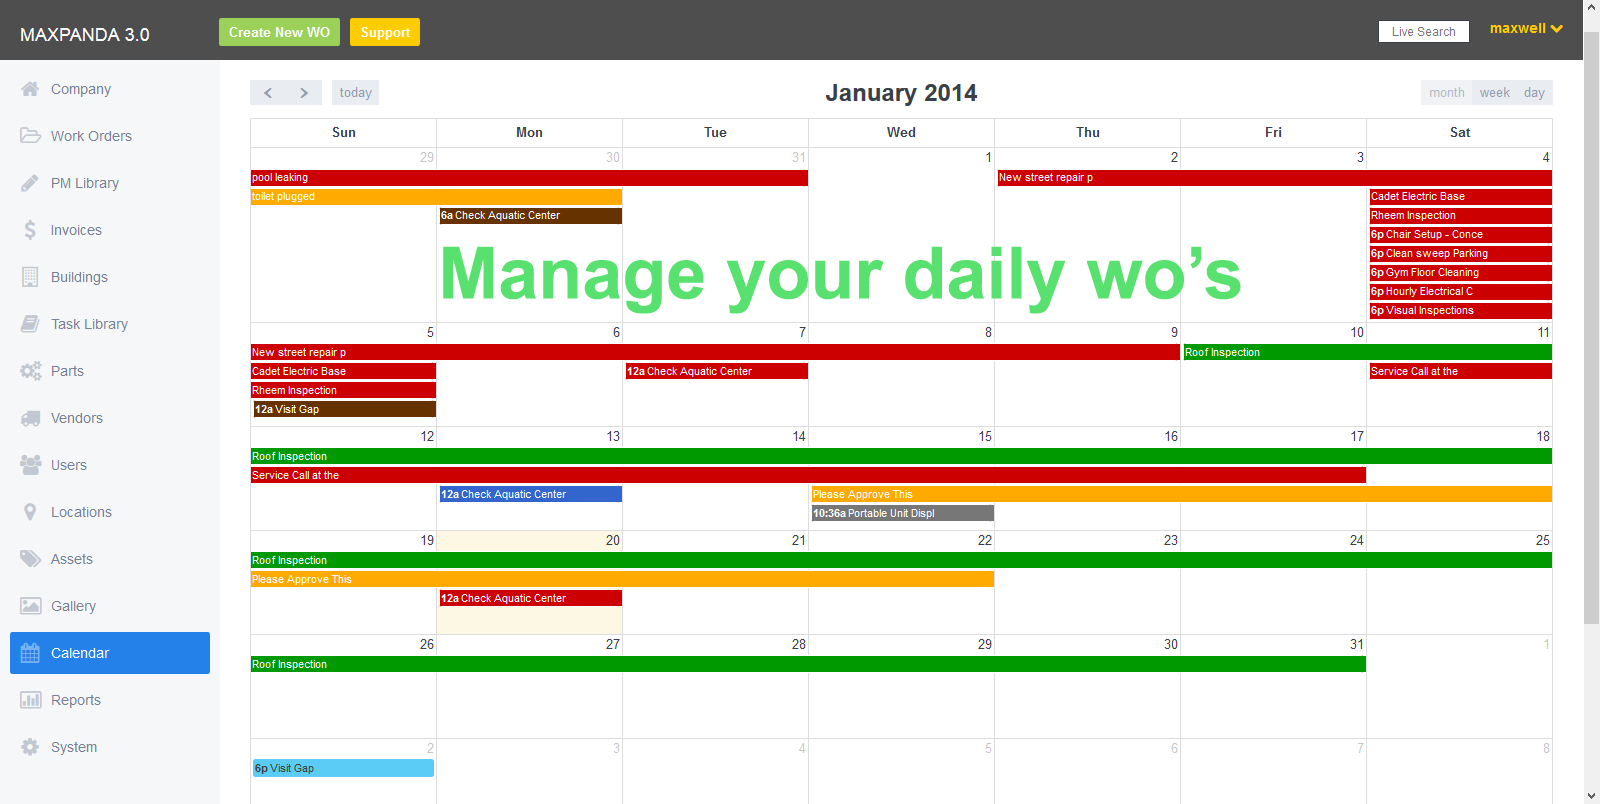 MAXPANDA 3.0
Create New WO
Support
Live Search
maxwell
Company
Work Orders
PM Library
Invoices
Buildings
Task Library
Parts
Vendors
Users
Locations
Assets
Gallery
Calendar
Reports
System
today
January 2014
month week day
Sun Mon Tue Wed Thu Fri Sat
29 30 31 1 2 3 4
pool leaking
New street repair p
toilet plugged
Cadet Electric Base
6a Check Aquatic Center
Rheem Inspection
6p Chair Setup - Conce
6p Clean sweep Parking
6p Gym Floor Cleaning
6p Hourly Electrical C
6p Visual Inspections
Manage your daily wo’s
5 6 7 8 9 10 11
New street repair p
Roof Inspection
Cadet Electric Base
12a Check Aquatic Center
Service Call at the
Rheem Inspection
12a Visit Gap
12 13 14 15 16 17 18
Roof Inspection
Service Call at the
12a Check Aquatic Center
Please Approve This
10:36a Portable Unit Displ
19 20 21 22 23 24 25
Roof Inspection
Please Approve This
12a Check Aquatic Center
26 27 28 29 30 31 1
Roof Inspection
2 3 4 5 6 7 8
6p Visit Gap